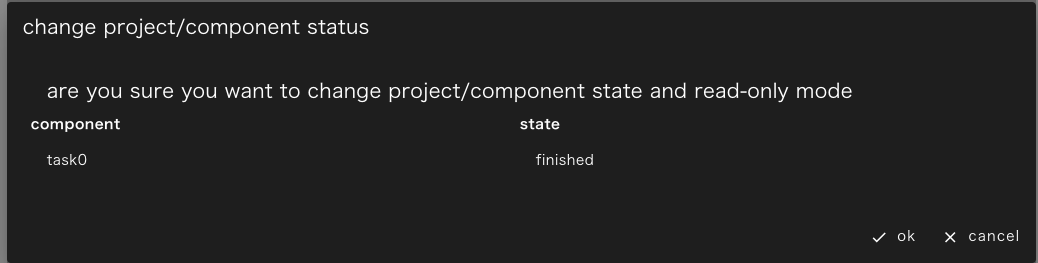 change project/component status
are you sure you want to change project/component state and read-only mode
component state
task0 finished
ok cancel